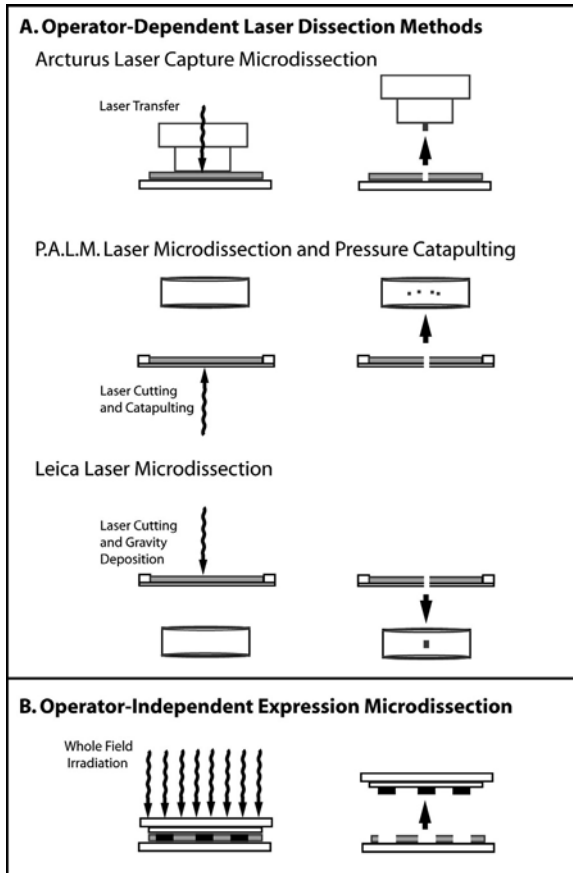 A. Operator-Dependent Laser Dissection Methods
Arcturus Laser Capture Microdissection
Laser Transfer
P.A.L.M. Laser Microdissection and Pressure Catapulting
Laser Cutting
and Catapulting
Leica Laser Microdissection
Laser Cutting
and Gravity
Deposition
B. Operator-Independent Expression Microdissection
Whole Field
Irradiation